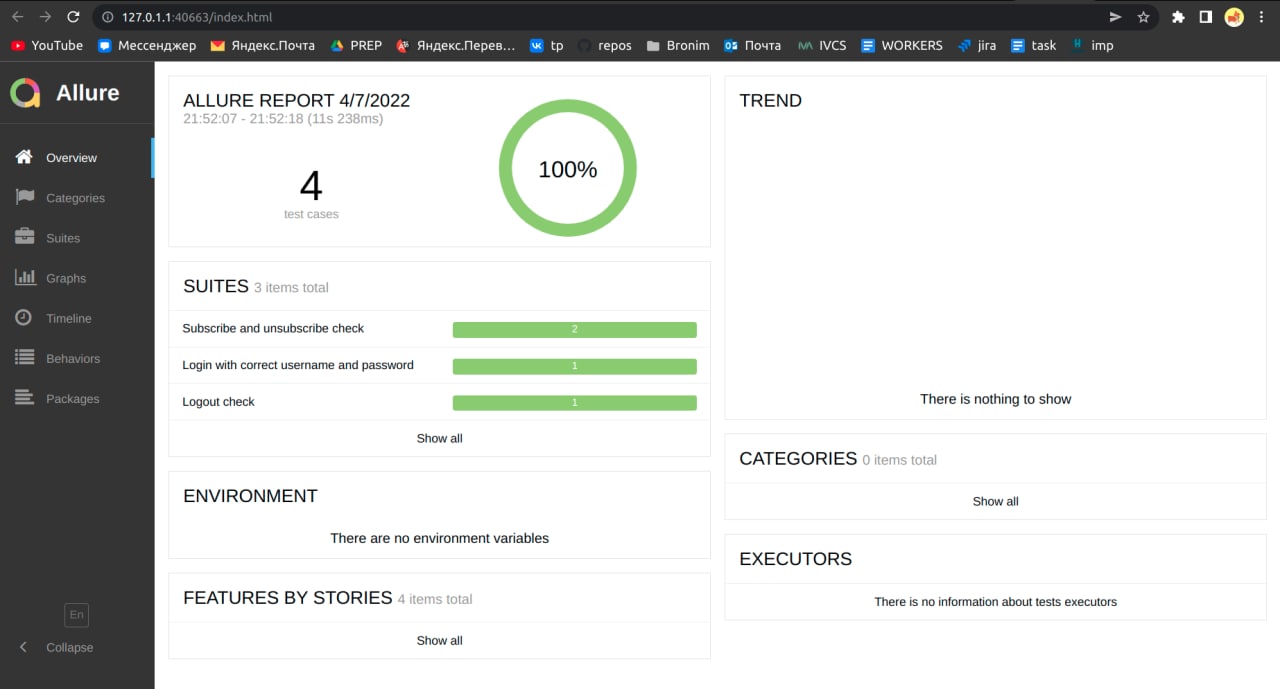 127.0.1.1:40663/index.html
YouTube Мессенджер Яндекс.Почта PREP Яндекс.Перев... tp repos Bronim Почта IVCS WORKERS jira task imp
Allure
Overview
Categories
Suites
Graphs
Timeline
Behaviors
Packages
En
Collapse
ALLURE REPORT 4/7/2022
21:52:07 - 21:52:18 (11s 238ms)
4
test cases
100%
SUITES 3 items total
Subscribe and unsubscribe check 2
Login with correct username and password 1
Logout check 1
Show all
ENVIRONMENT
There are no environment variables
FEATURES BY STORIES 4 items total
Show all
TREND
There is nothing to show
CATEGORIES 0 items total
Show all
EXECUTORS
There is no information about tests executors